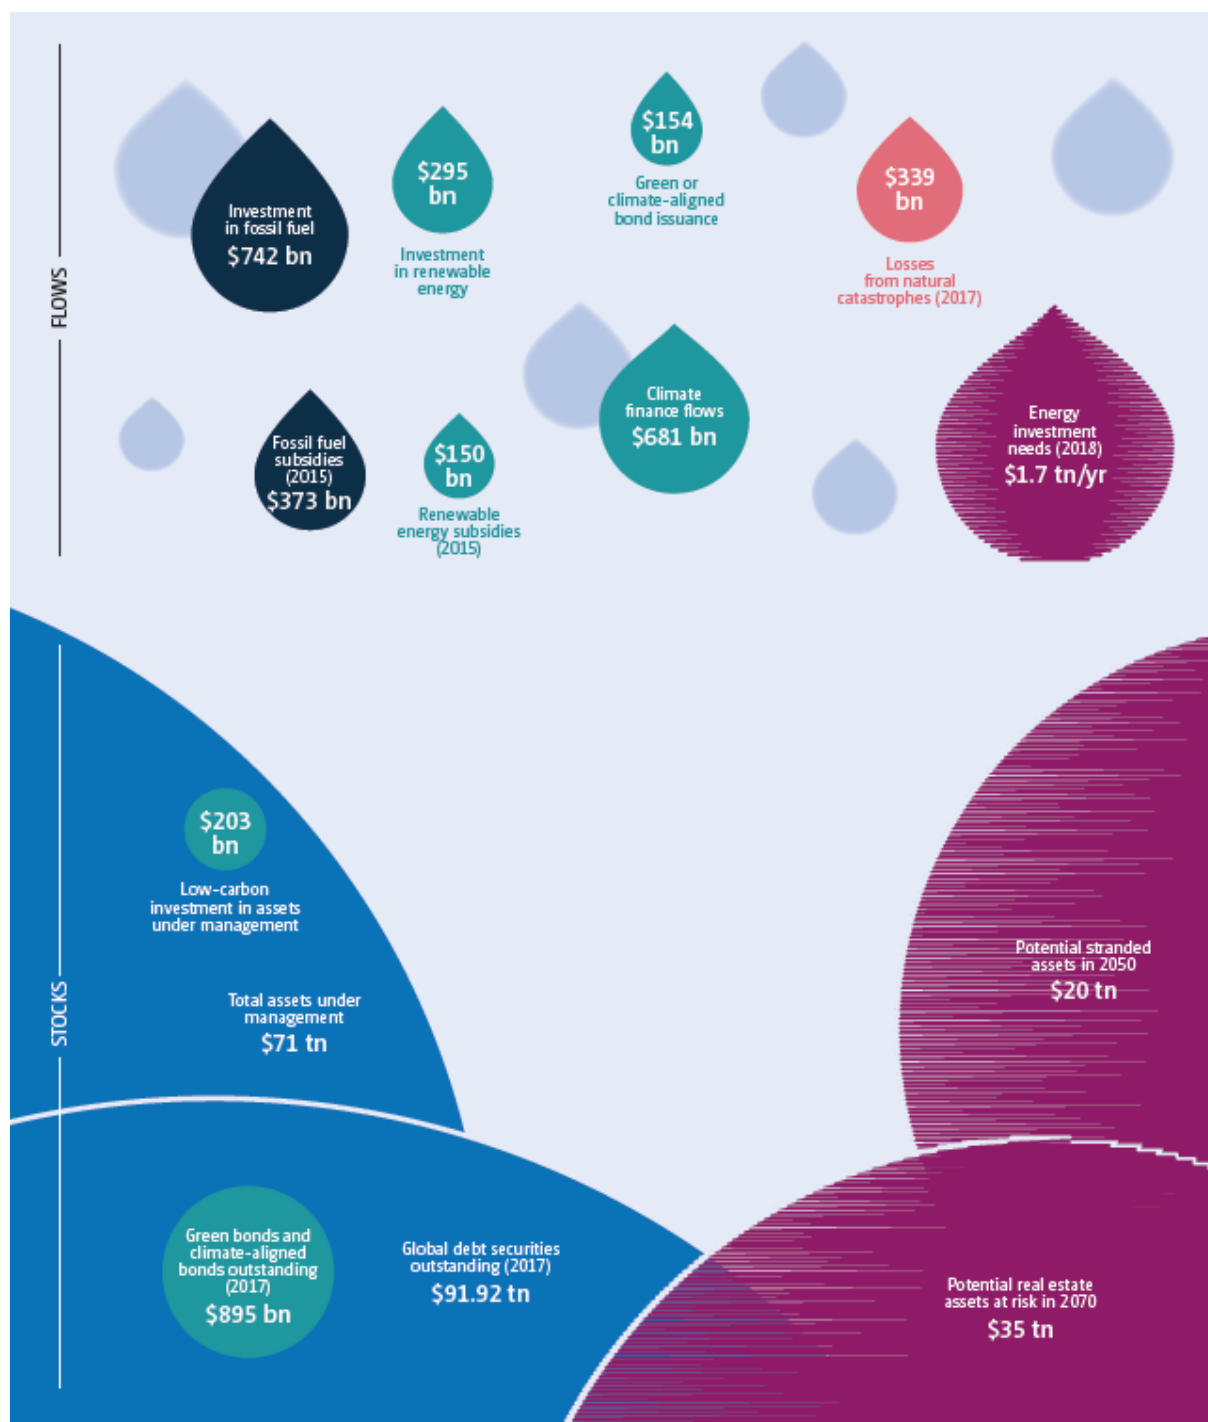 FLOWS
Investment
in fossil fuel
$742 bn
$295
bn
Investment
in renewable
energy
$154
bn
Green or
climate-aligned
bond issuance
$339
bn
Losses
from natural
catastrophes (2017)
Fossil fuel
subsidies
(2015)
$373 bn
$150
bn
Renewable
energy subsidies
(2015)
Climate
finance flows
$681 bn
Energy
investment
needs (2018)
$1.7 tn/yr
STOCKS
$203
bn
Low-carbon
investment in assets
under management
Total assets under
management
$71 tn
Potential stranded
assets in 2050
$20 tn
Green bonds and
climate-aligned
bonds outstanding
(2017)
$895 bn
Global debt securities
outstanding (2017)
$91.92 tn
Potential real estate
assets at risk in 2070
$35 tn